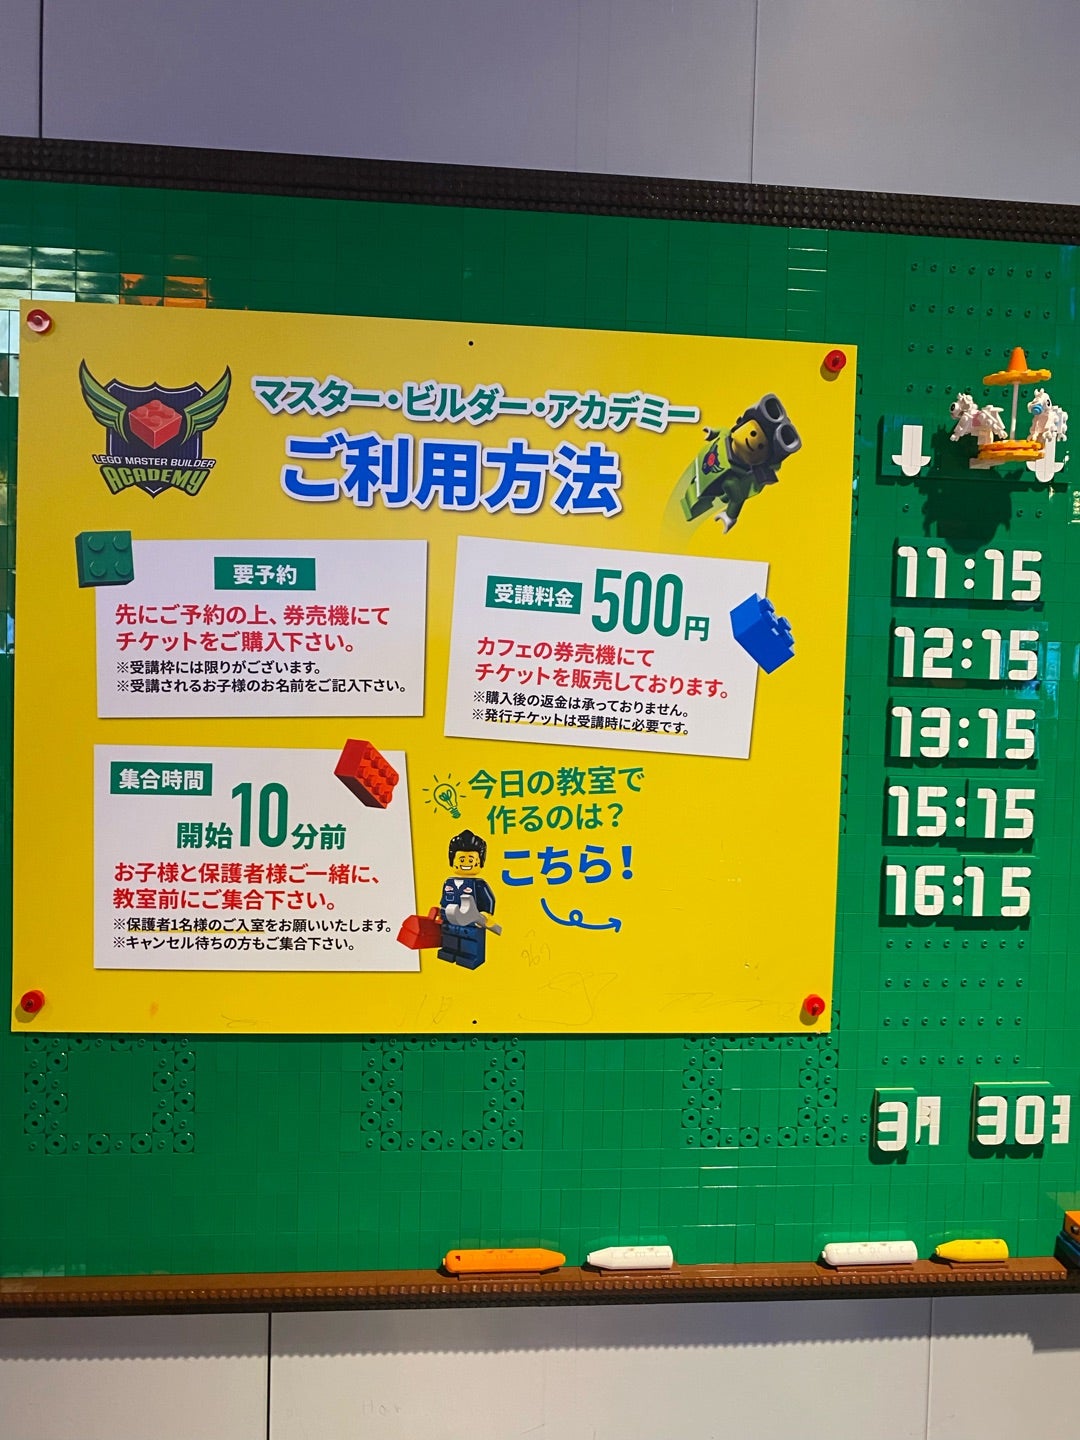 LEGO MASTER BUILDER
ACADEMY
マスター・ビルダー・アカデミー
ご利用方法
要予約
先にご予約の上、券売機にて
チケットをご購入下さい。
※受講枠には限りがございます。
※受講されるお子様のお名前をご記入下さい。
受講料金 500円
カフェの券売機にて
チケットを販売しております。
※購入後の返金は承っておりません。
※発行チケットは受講時に必要です。
集合時間
開始10分前
お子様と保護者様ご一緒に、
教室前にご集合下さい。
※保護者1名様のご入室をお願いいたします。
※キャンセル待ちの方もご集合下さい。
今日の教室で
作るのは?
こちら!
11:15
12:15
13:15
15:15
16:15
3月 30日